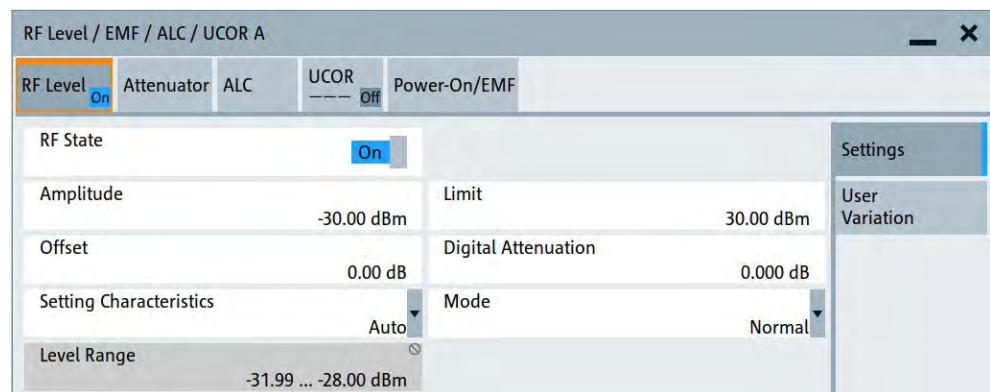 RF Level / EMF / ALC / UCOR A
RF Level On
Attenuator
ALC
UCOR
--- Off
Power-On/EMF
RF State
On
Settings
Amplitude
-30.00 dBm
Limit
30.00 dBm
User
Variation
Offset
0.00 dB
Digital Attenuation
0.000 dB
Setting Characteristics
Auto
Mode
Normal
Level Range
-31.99 ... -28.00 dBm